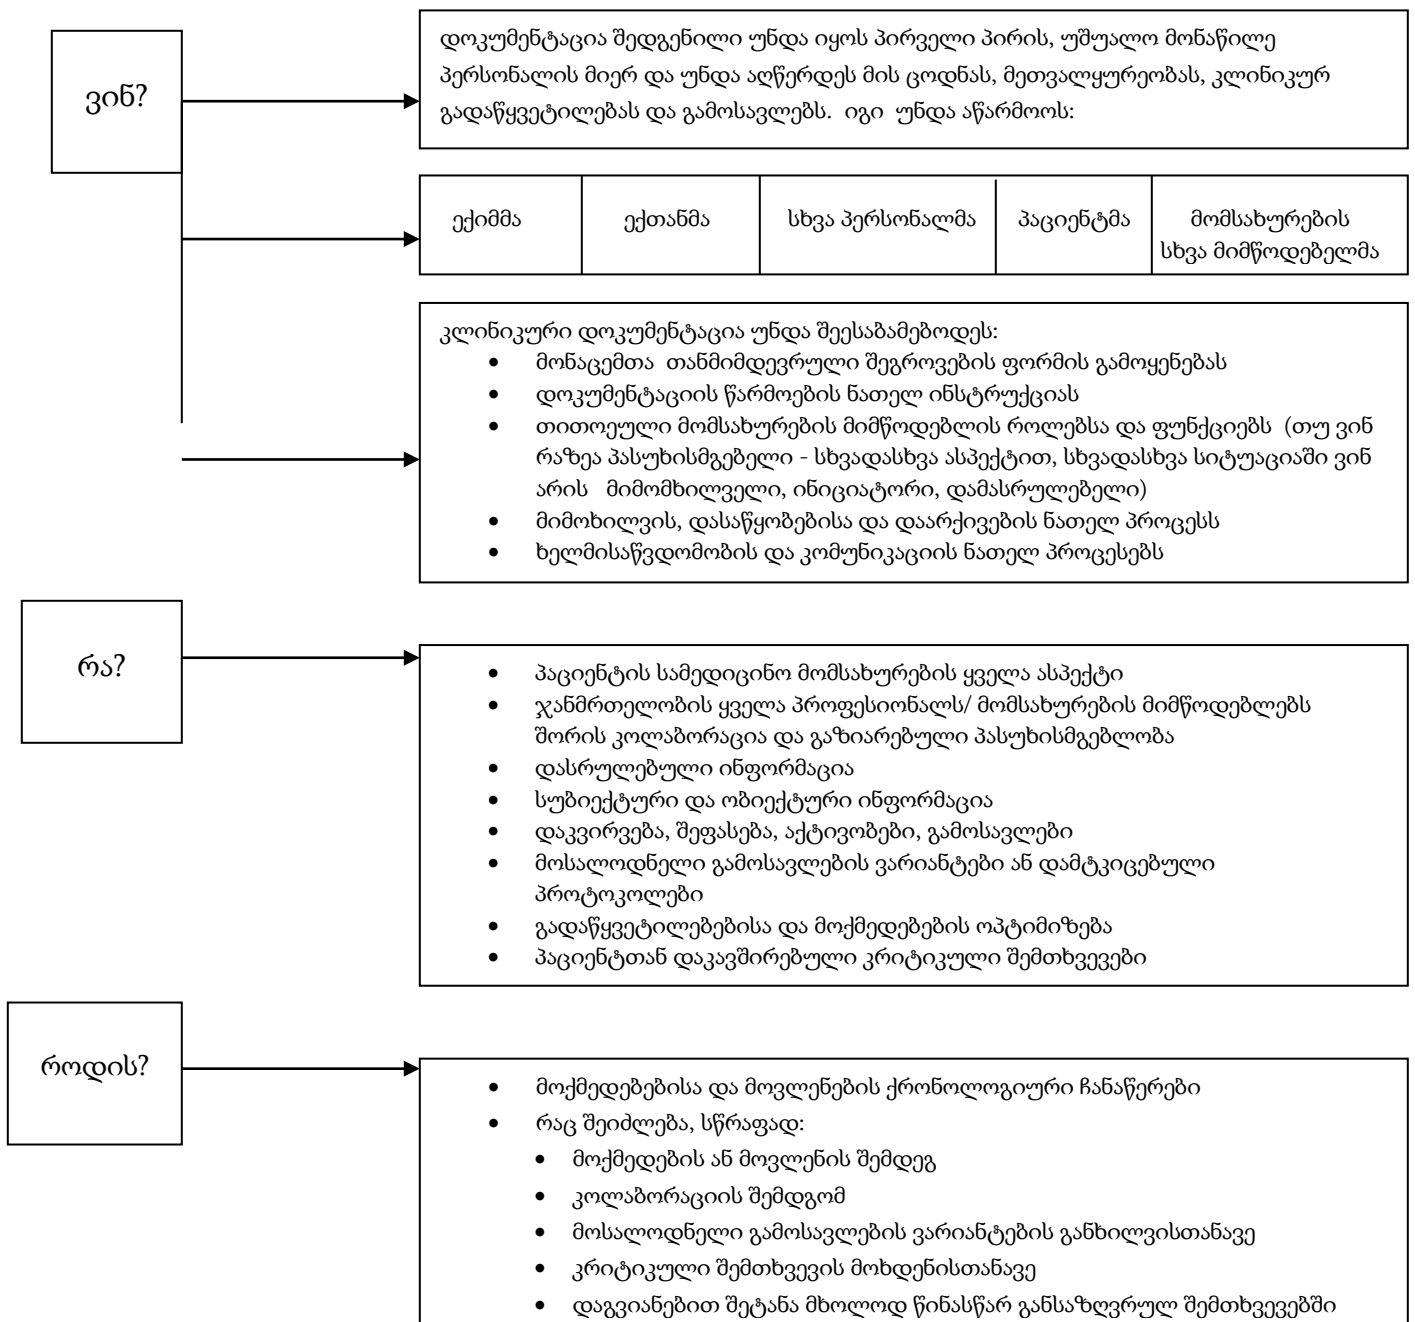 ვინ?
დოკუმენტაცია შედგენილი უნდა იყოს პირველი პირის, უშუალო მონაწილე
პერსონალის მიერ და უნდა აღწერდეს მის ცოდნას, მეთვალყურეობას, კლინიკურ
გადაწყვეტილებას და გამოსავლებს. იგი უნდა აწარმოოს:
ექიმმა
ექთანმა
სხვა პერსონალმა
პაციენტმა
მომსახურების
სხვა მიმწოდებელმა
კლინიკური დოკუმენტაცია უნდა შეესაბამებოდეს:
• მონაცემთა თანმიმდევრული შეგროვების ფორმის გამოყენებას
• დოკუმენტაციის წარმოების ნათელ ინსტრუქციას
• თითოეული მომსახურების მიმწოდებლის როლებსა და ფუნქციებს (თუ ვინ
რაზეა პასუხისმგებელი - სხვადასხვა ასპექტით, სხვადასხვა სიტუაციაში ვინ
არის მიმომხილველი, ინიციატორი, დამასრულებელი)
• მიმოხილვის, დასაწყობებისა და დაარქივების ნათელ პროცესს
• ხელმისაწვდომობის და კომუნიკაციის ნათელ პროცესებს
რა?
• პაციენტის სამედიცინო მომსახურების ყველა ასპექტი
• ჯანმრთელობის ყველა პროფესიონალს/ მომსახურების მიმწოდებლებს
შორის კოლაბორაცია და გაზიარებული პასუხისმგებლობა
• დასრულებული ინფორმაცია
• სუბიექტური და ობიექტური ინფორმაცია
• დაკვირვება, შეფასება, აქტივობები, გამოსავლები
• მოსალოდნელი გამოსავლების ვარიანტები ან დამტკიცებული
პროტოკოლები
• გადაწყვეტილებებისა და მოქმედებების ოპტიმიზება
• პაციენტთან დაკავშირებული კრიტიკული შემთხვევები
როდის?
• მოქმედებებისა და მოვლენების ქრონოლოგიური ჩანაწერები
• რაც შეიძლება, სწრაფად:
• მოქმედების ან მოვლენის შემდეგ
• კოლაბორაციის შემდგომ
• მოსალოდნელი გამოსავლების ვარიანტების განხილვისთანავე
• კრიტიკული შემთხვევის მოხდენისთანავე
• დაგვიანებით შეტანა მხოლოდ წინასწარ განსაზღვრულ შემთხვევებში